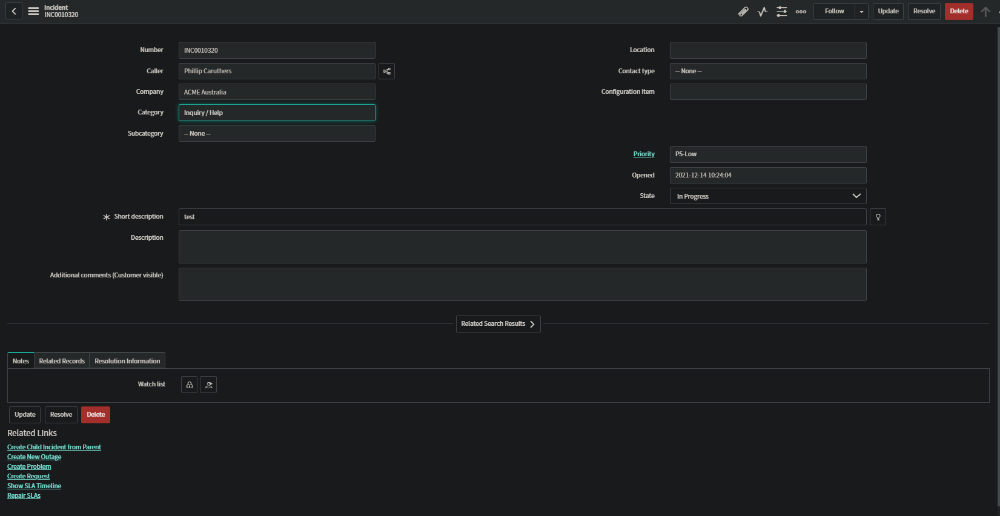 Incident
INC0010320
Follow
Update
Resolve
Delete
Number
INC0010320
Caller
Phillip Caruthers
Company
ACME Australia
Category
Inquiry / Help
Subcategory
-- None --
Location
Contact type
-- None --
Configuration item
Priority
P5-Low
Opened
2021-12-14 10:24:04
State
In Progress
Short description
test
Description
Additional comments (Customer visible)
Related Search Results
Notes
Related Records
Resolution Information
Watch list
Update
Resolve
Delete
Related Links
Create Child Incident from Parent
Create New Outage
Create Problem
Create Request
Show SLA Timeline
Repair SLAs